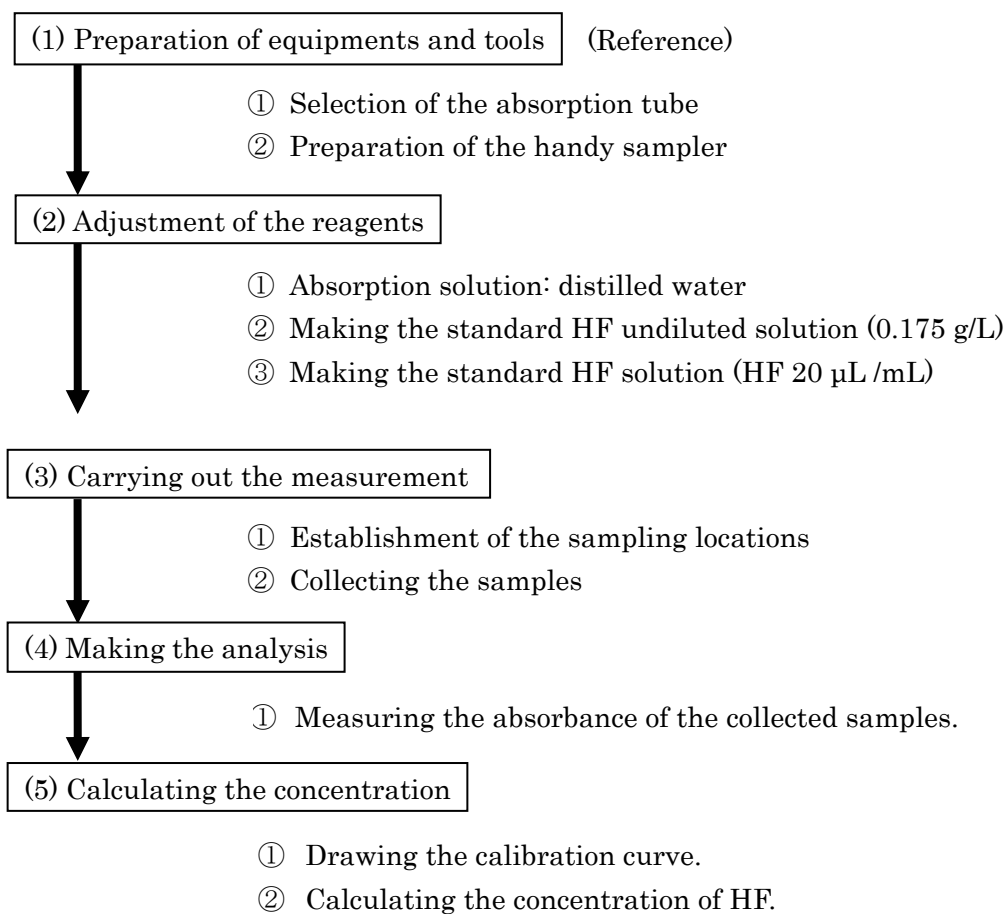 (1) Preparation of equipments and tools (Reference)
① Selection of the absorption tube
② Preparation of the handy sampler
(2) Adjustment of the reagents
① Absorption solution: distilled water
② Making the standard HF undiluted solution (0.175 g/L)
③ Making the standard HF solution (HF 20 μL /mL)
(3) Carrying out the measurement
① Establishment of the sampling locations
② Collecting the samples
(4) Making the analysis
① Measuring the absorbance of the collected samples.
(5) Calculating the concentration
① Drawing the calibration curve.
② Calculating the concentration of HF.